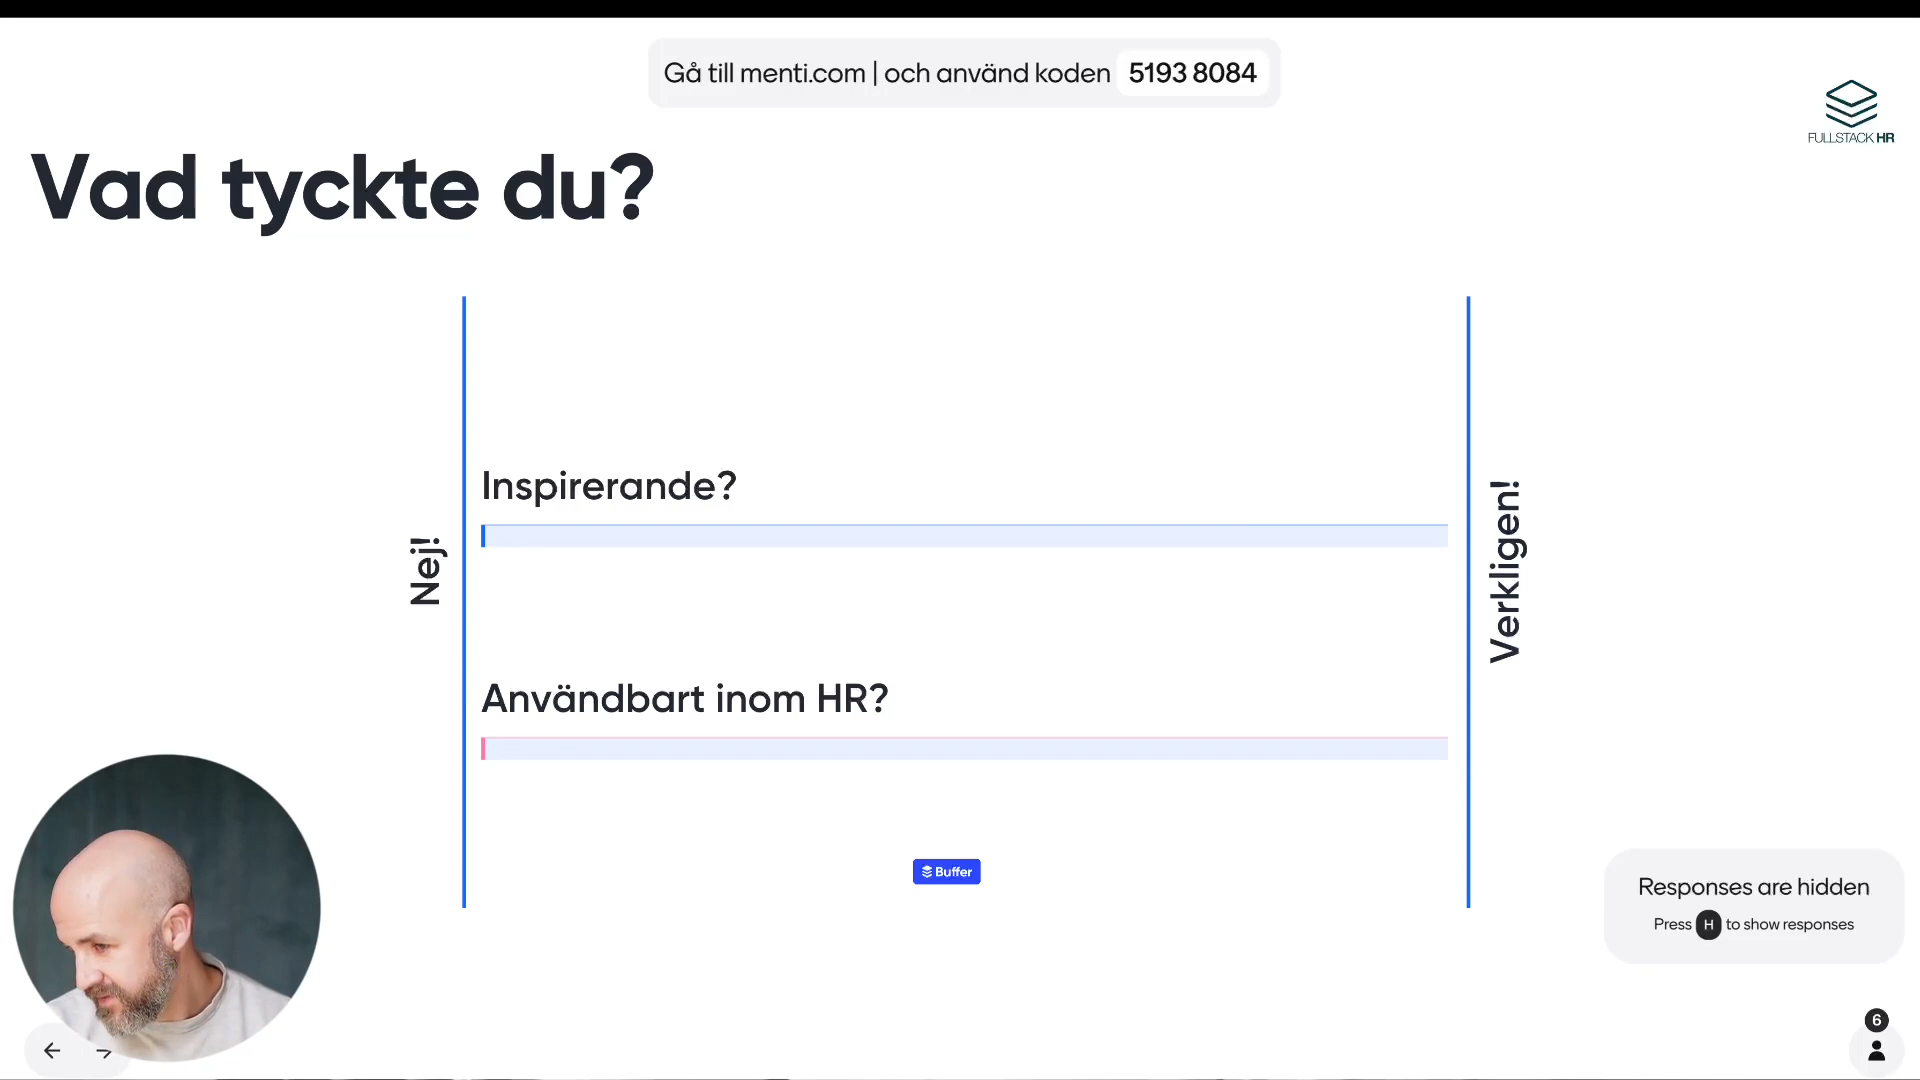 Gå till menti.com | och använd koden 5193 8084
FULLSTACK HR
Vad tyckte du?
Nej!
Inspirerande?
Användbart inom HR?
Verkligen!
Buffer
Responses are hidden
Press H to show responses
6